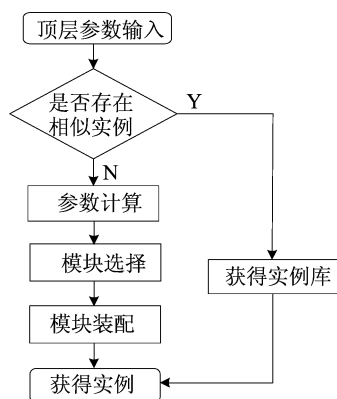 顶层参数输入
是否存在
相似实例
Y
N
参数计算
模块选择
获得实例库
模块装配
获得实例